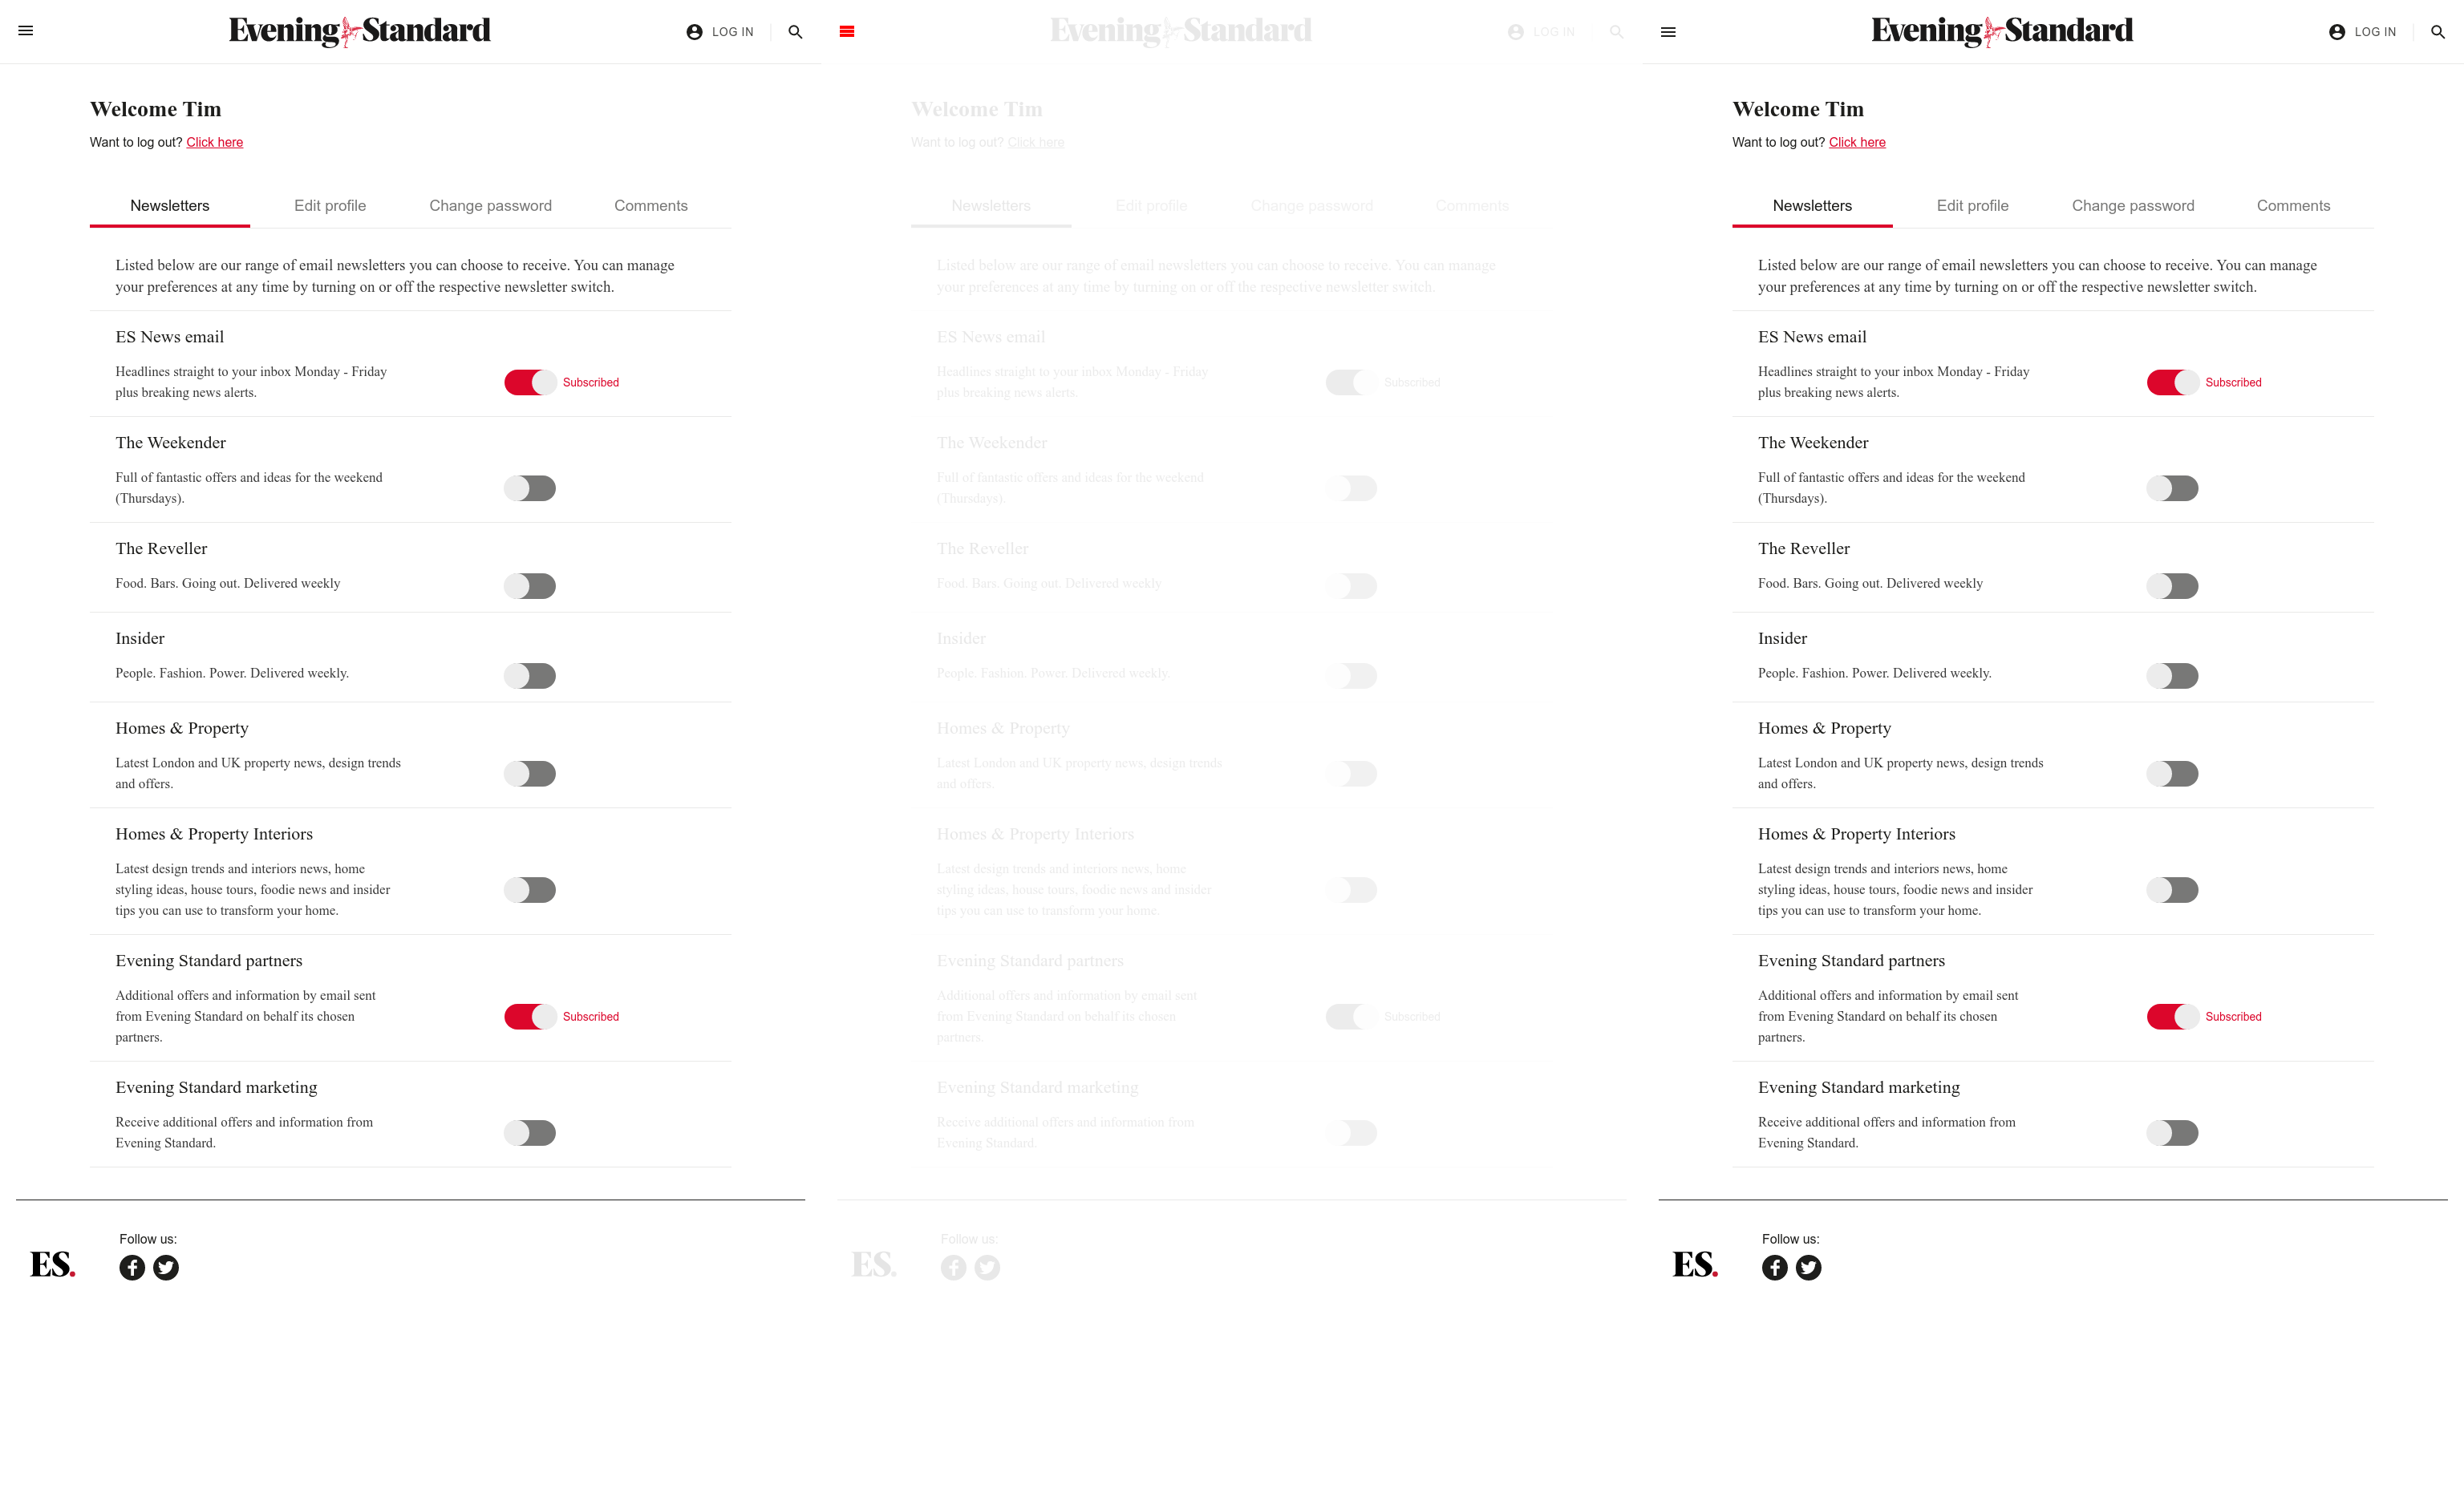 Evening Standard
LOG IN
Welcome Tim
Want to log out? Click here
Newsletters Edit profile Change password Comments
Listed below are our range of email newsletters you can choose to receive. You can manage
your preferences at any time by turning on or off the respective newsletter switch.
ES News email
Headlines straight to your inbox Monday - Friday
plus breaking news alerts.
Subscribed
The Weekender
Full of fantastic offers and ideas for the weekend
(Thursdays).
The Reveller
Food. Bars. Going out. Delivered weekly
Insider
People. Fashion. Power. Delivered weekly.
Homes & Property
Latest London and UK property news, design trends
and offers.
Homes & Property Interiors
Latest design trends and interiors news, home
styling ideas, house tours, foodie news and insider
tips you can use to transform your home.
Evening Standard partners
Additional offers and information by email sent
from Evening Standard on behalf its chosen
partners.
Subscribed
Evening Standard marketing
Receive additional offers and information from
Evening Standard.
ES.
Follow us:
Evening Standard
LOG IN
Welcome Tim
Want to log out? Click here
Newsletters Edit profile Change password Comments
Listed below are our range of email newsletters you can choose to receive. You can manage
your preferences at any time by turning on or off the respective newsletter switch.
ES News email
Headlines straight to your inbox Monday - Friday
plus breaking news alerts.
Subscribed
The Weekender
Full of fantastic offers and ideas for the weekend
(Thursdays).
The Reveller
Food. Bars. Going out. Delivered weekly
Insider
People. Fashion. Power. Delivered weekly.
Homes & Property
Latest London and UK property news, design trends
and offers.
Homes & Property Interiors
Latest design trends and interiors news, home
styling ideas, house tours, foodie news and insider
tips you can use to transform your home.
Evening Standard partners
Additional offers and information by email sent
from Evening Standard on behalf its chosen
partners.
Subscribed
Evening Standard marketing
Receive additional offers and information from
Evening Standard.
ES.
Follow us:
Evening Standard
LOG IN
Welcome Tim
Want to log out? Click here
Newsletters Edit profile Change password Comments
Listed below are our range of email newsletters you can choose to receive. You can manage
your preferences at any time by turning on or off the respective newsletter switch.
ES News email
Headlines straight to your inbox Monday - Friday
plus breaking news alerts.
Subscribed
The Weekender
Full of fantastic offers and ideas for the weekend
(Thursdays).
The Reveller
Food. Bars. Going out. Delivered weekly
Insider
People. Fashion. Power. Delivered weekly.
Homes & Property
Latest London and UK property news, design trends
and offers.
Homes & Property Interiors
Latest design trends and interiors news, home
styling ideas, house tours, foodie news and insider
tips you can use to transform your home.
Evening Standard partners
Additional offers and information by email sent
from Evening Standard on behalf its chosen
partners.
Subscribed
Evening Standard marketing
Receive additional offers and information from
Evening Standard.
ES.
Follow us: